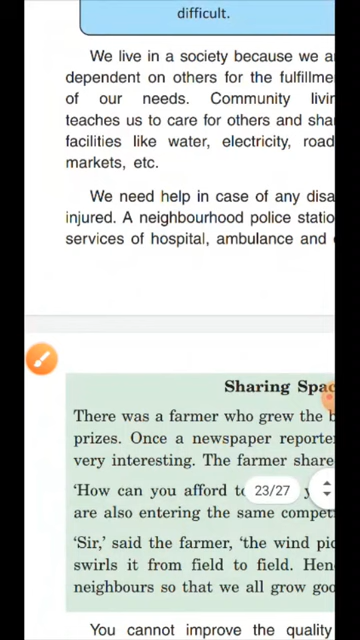 difficult.
We live in a society because we a
dependent on others for the fulfillme
of our needs. Community livin
teaches us to care for others and sha
facilities like water, electricity, road
markets, etc.
We need help in case of any disa
injured. A neighbourhood police statio
services of hospital, ambulance and
Sharing Spac
There was a farmer who grew the b
prizes. Once a newspaper reporte
very interesting. The farmer share
'How can you afford to
23/27
are also entering the same compet
'Sir,' said the farmer, 'the wind pic
swirls it from field to field. Hen
neighbours so that we all grow goo
You cannot improve the quality